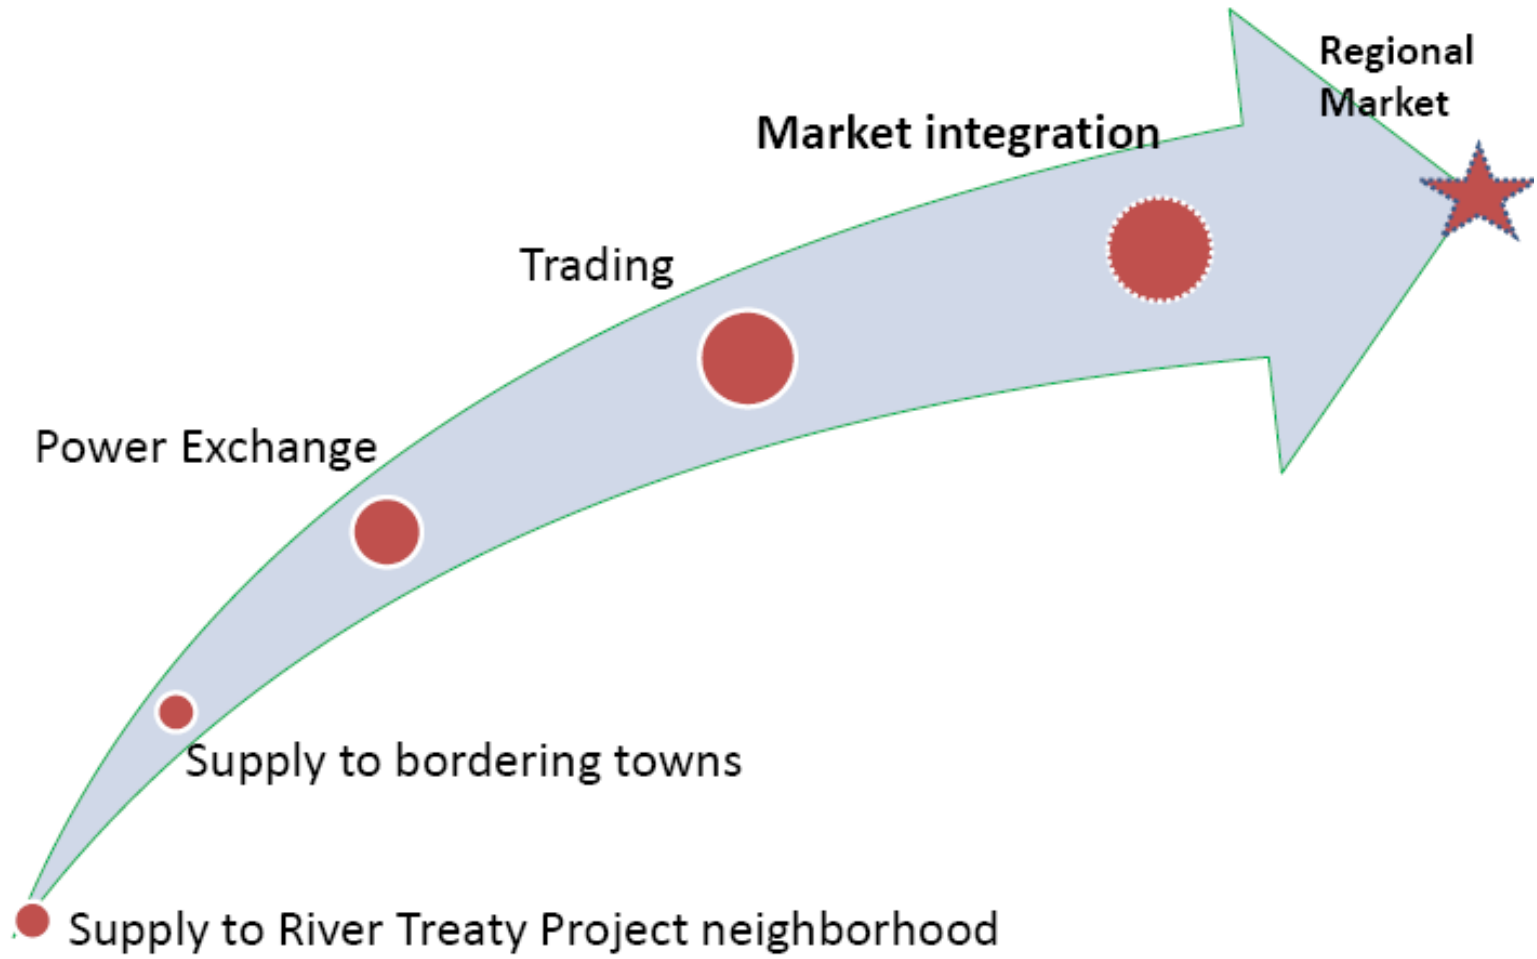 Regional
Market
Market integration
Trading
Power Exchange
Supply to bordering towns
Supply to River Treaty Project neighborhood